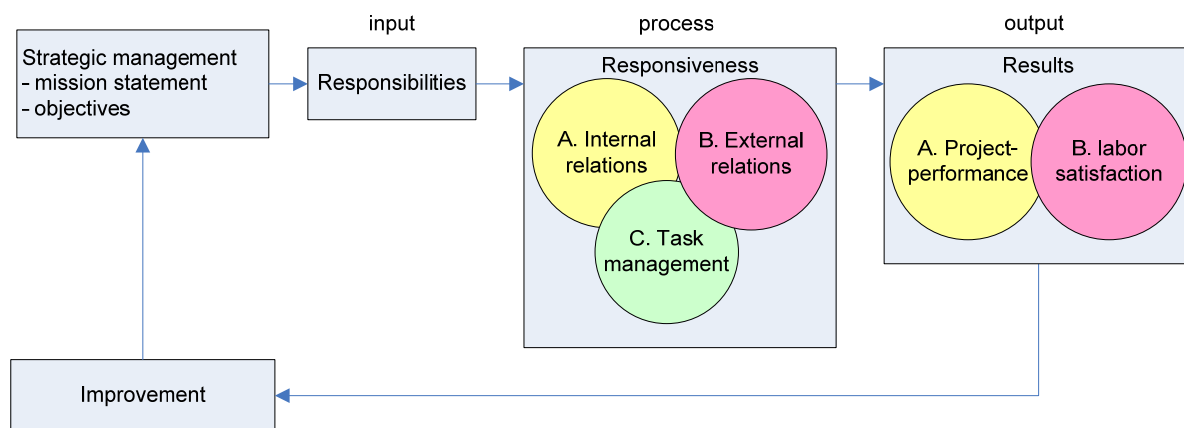 input
process
output
Strategic management
- mission statement
- objectives
Responsibilities
Responsiveness
A. Internal
relations
B. External
relations
C. Task
management
Results
A. Project-
performance
B. labor
satisfaction
Improvement